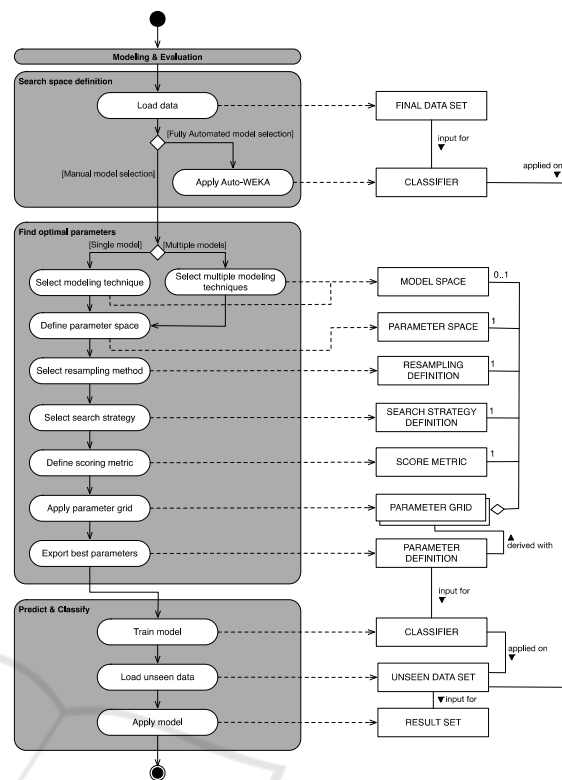 Modeling & Evaluation
Search space definition
Load data
FINAL DATA SET
[Fully Automated model selection]
input for
applied on
[Manual model selection]
Apply Auto-WEKA
CLASSIFIER
Find optimal parameters
[Single model]
[Multiple models]
0..1
Select modeling technique
Select multiple modeling
techniques
MODEL SPACE
Define parameter space
PARAMETER SPACE
1
Select resampling method
RESAMPLING
DEFINITION
1
Select search strategy
SEARCH STRATEGY
DEFINITION
1
Define scoring metric
SCORE METRIC
1
Apply parameter grid
PARAMETER GRID
Export best parameters
PARAMETER
DEFINITION
derived with
input for
Predict & Classify
Train model
CLASSIFIER
applied on
Load unseen data
UNSEEN DATA SET
input for
Apply model
RESULT SET